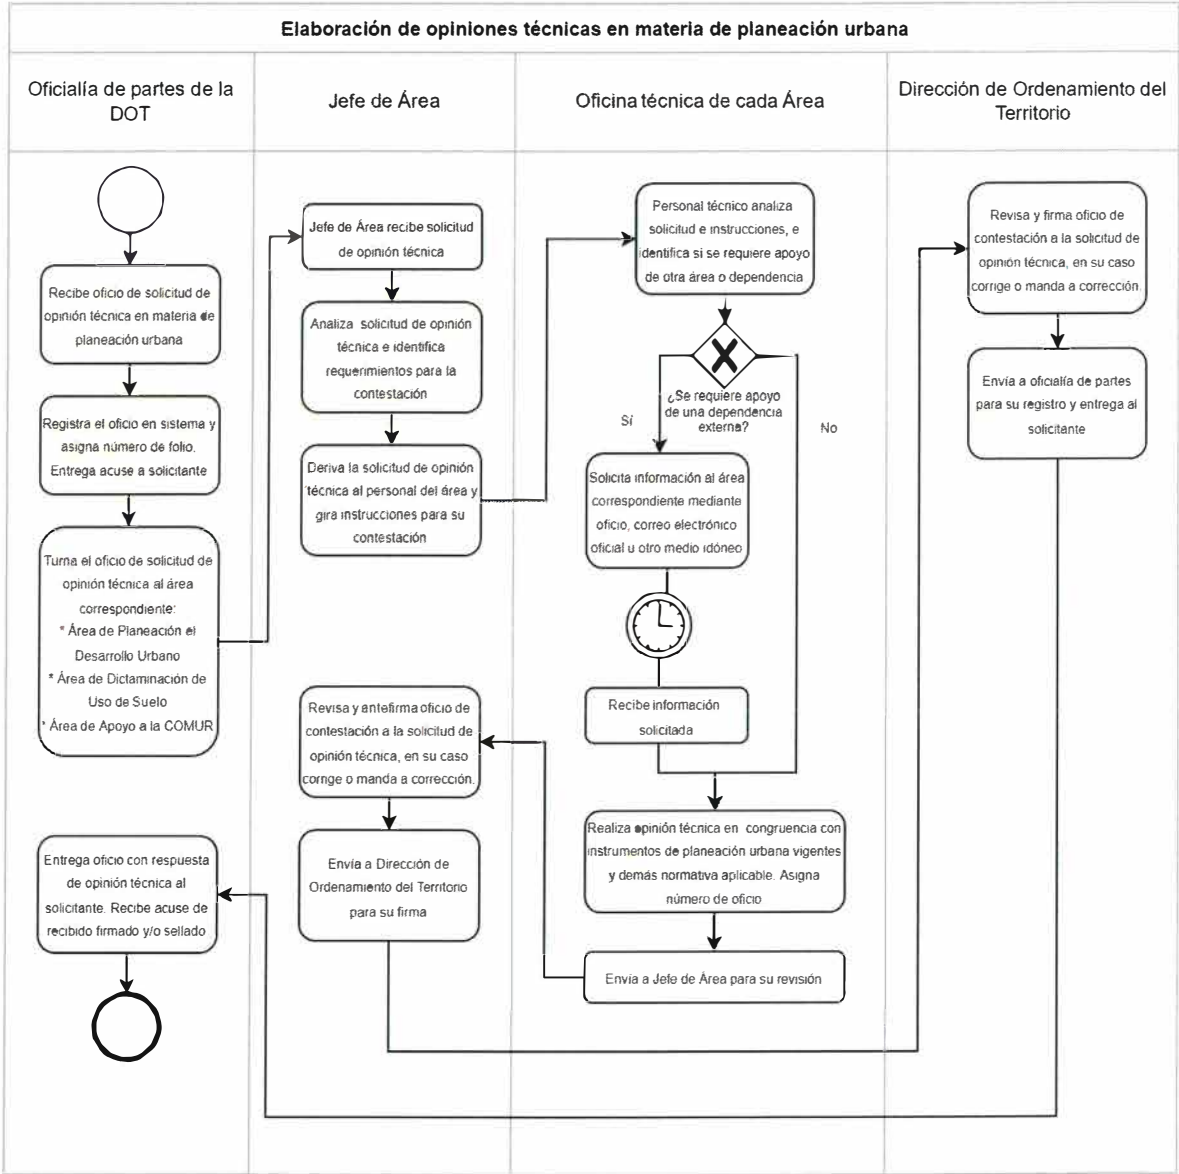 Elaboración de opiniones técnicas en materia de planeación urbana
Oficialía de partes de la
DOT
Jefe de Área
Oficina técnica de cada Área
Dirección de Ordenamiento del
Territorio
Recibe oficio de solicitud de
opinión técnica en materia de
planeación urbana
Registra el oficio en sistema y
asigna número de folio.
Entrega acuse a solicitante
Turna el oficio de solicitud de
opinión técnica al área
correspondiente:
* Área de Planeación el
Desarrollo Urbano
* Área de Dictaminación de
Uso de Suelo
* Área de Apoyo a la COMUR
Jefe de Área recibe solicitud
de opinión técnica
Analiza solicitud de opinión
técnica e identifica
requerimientos para la
contestación
Deriva la solicitud de opinión
técnica al personal del área y
gira instrucciones para su
contestación
Personal técnico analiza
solicitud e instrucciones, e
identifica si se requiere apoyo
de otra área o dependencia
¿Se requiere apoyo
de una dependencia
externa?
Sí
No
Solicita información al área
correspondiente mediante
oficio, correo electrónico
oficial u otro medio idóneo
Recibe información
solicitada
Realiza opinión técnica en congruencia con
instrumentos de planeación urbana vigentes
y demás normativa aplicable. Asigna
número de oficio
Envía a Jefe de Área para su revisión
Revisa y antefirma oficio de
contestación a la solicitud de
opinión técnica, en su caso
corrige o manda a corrección.
Envía a Dirección de
Ordenamiento del Territorio
para su firma
Revisa y firma oficio de
contestación a la solicitud de
opinión técnica, en su caso
corrige o manda a corrección.
Envía a oficialía de partes
para su registro y entrega al
solicitante
Entrega oficio con respuesta
de opinión técnica al
solicitante. Recibe acuse de
recibido firmado y/o sellado